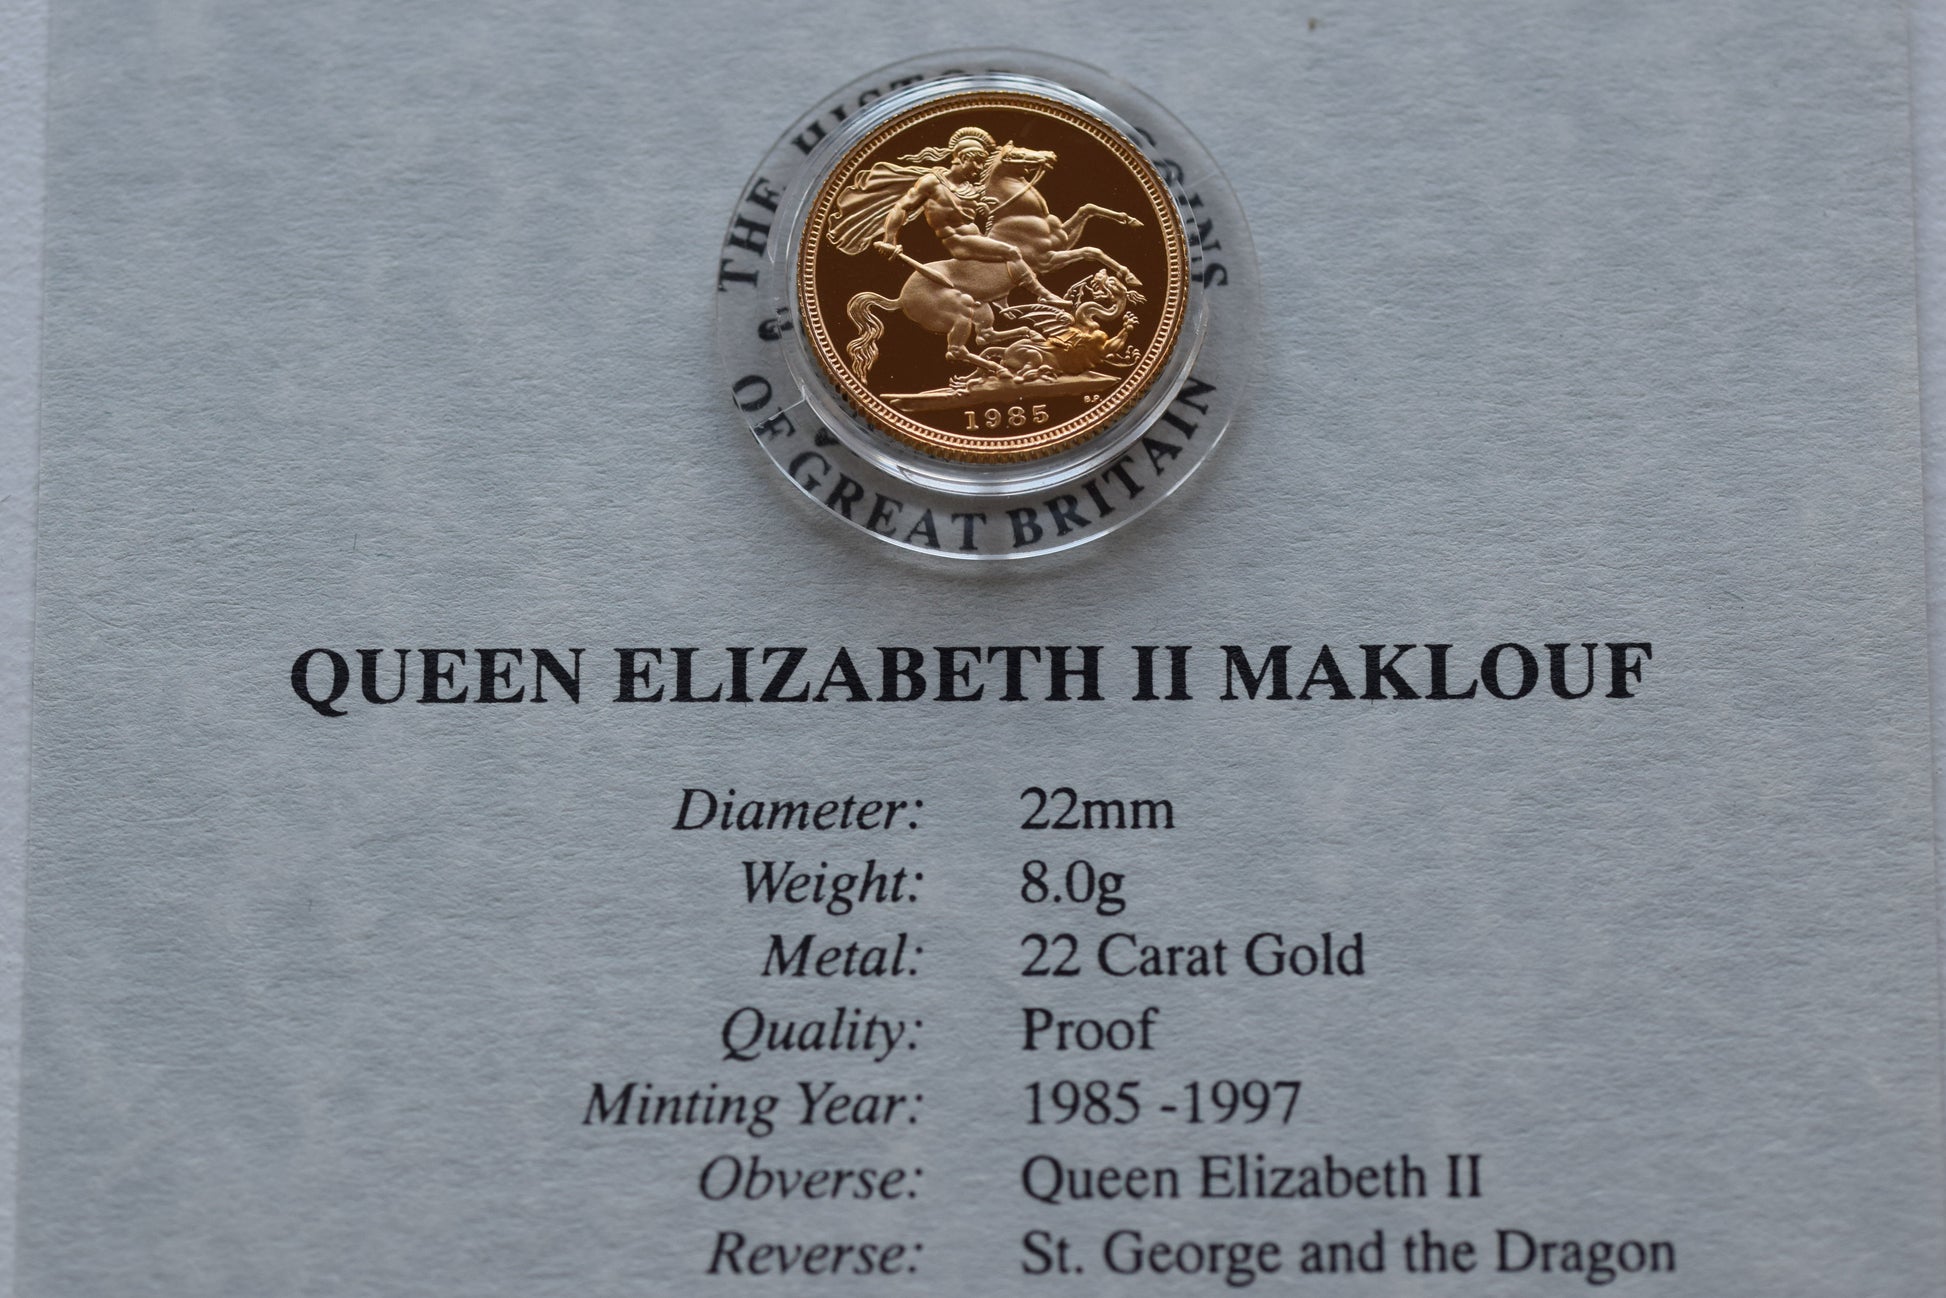 THE
COINS
OF GREAT BRITAIN
1985
B.P.
QUEEN ELIZABETH II MAKLOUF
Diameter: 22mm
Weight: 8.0g
Metal: 22 Carat Gold
Quality: Proof
Minting Year: 1985 -1997
Obverse: Queen Elizabeth II
Reverse: St. George and the Dragon